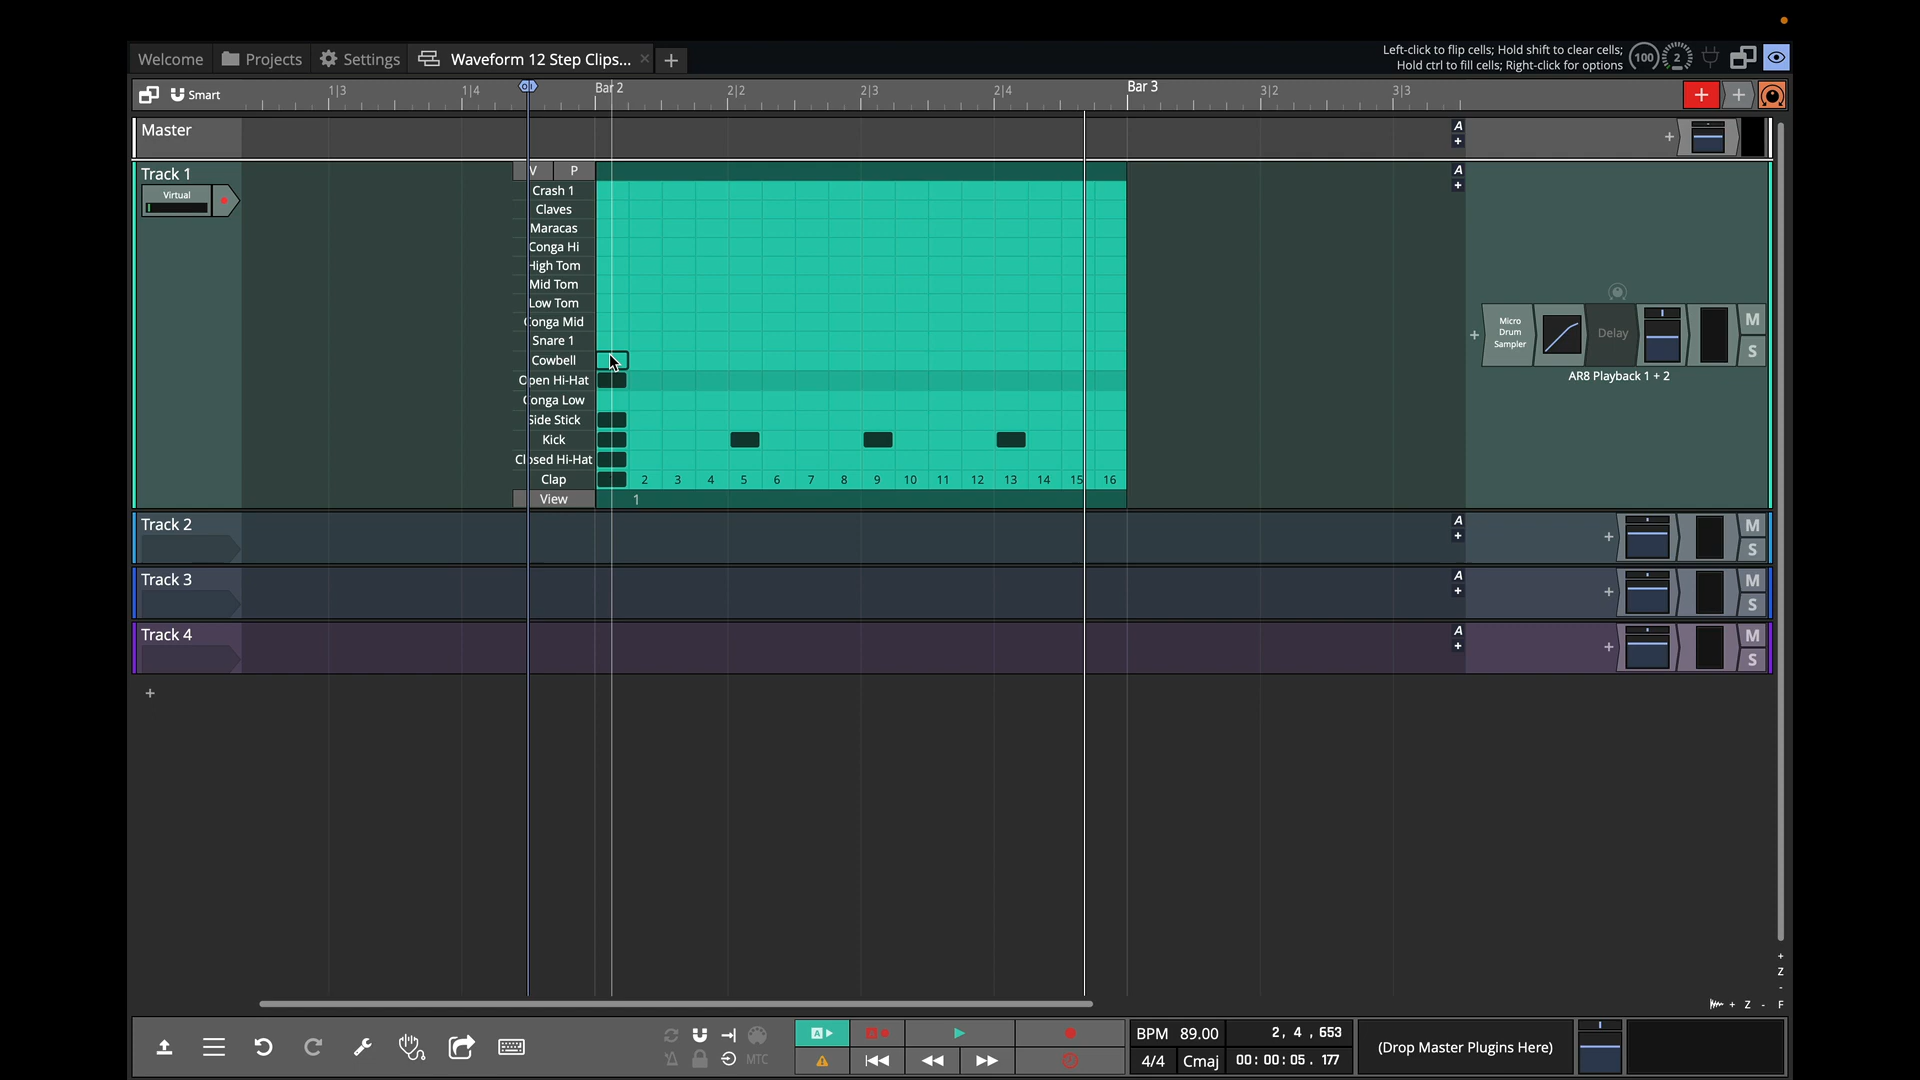 Welcome
Projects
Settings
Waveform 12 Step Clips...
Left-click to flip cells; Hold shift to clear cells;
Hold ctrl to fill cells; Right-click for options
100
2
Smart
1|3
1|4
Bar 2
2|2
2|3
2|4
Bar 3
3|2
3|3
Master
A
Track 1
Virtual
V
P
A
Crash 1
Claves
Maracas
Conga Hi
High Tom
Mid Tom
Low Tom
Conga Mid
Snare 1
Cowbell
Open Hi-Hat
Conga Low
Side Stick
Kick
Closed Hi-Hat
Clap
2 3 4 5 6 7 8 9 10 11 12 13 14 15 16
View
1
Micro
Drum
Sampler
Delay
M
S
AR8 Playback 1 + 2
Track 2
A
M
S
Track 3
A
M
S
Track 4
A
M
S
Z
+ Z - F
MTC
A
A
BPM 89.00
2, 4, 653
4/4
Cmaj
00: 00: 05. 177
(Drop Master Plugins Here)